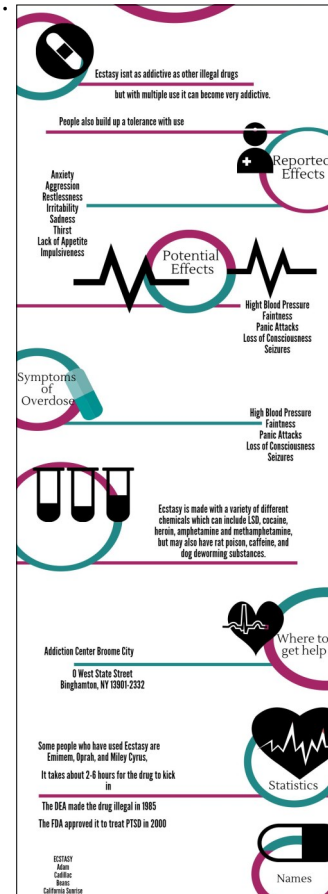 Ecstasy isnt as addictive as other illegal drugs
but with multiple use it can become very addictive.
People also build up a tolerance with use
Reported
Effects
Anxiety
Aggression
Restlessness
Irritability
Sadness
Thirst
Lack of Appetite
Impulsiveness
Potential
Effects
Hight Blood Pressure
Faintness
Panic Attacks
Loss of Consciousness
Seizures
Symptoms
of
Overdose
High Blood Pressure
Faintness
Panic Attacks
Loss of Consciousness
Seizures
Ecstasy is made with a variety of different
chemicals which can include LSD, cocaine,
heroin, amphetamine and methamphetamine,
but may also have rat poison, caffeine, and
dog deworming substances.
Where to
get help
Addiction Center Broome City
0 West State Street
Binghamton, NY 13901-2332
Some people who have used Ecstasy are
Emimem, Oprah, and Miley Cyrus,
It takes about 2-6 hours for the drug to kick
in
Statistics
The DEA made the drug illegal in 1985
The FDA approved it to treat PTSD in 2000
ECSTASY
Adam
Cadillac
Beans
California Sunrise
Names